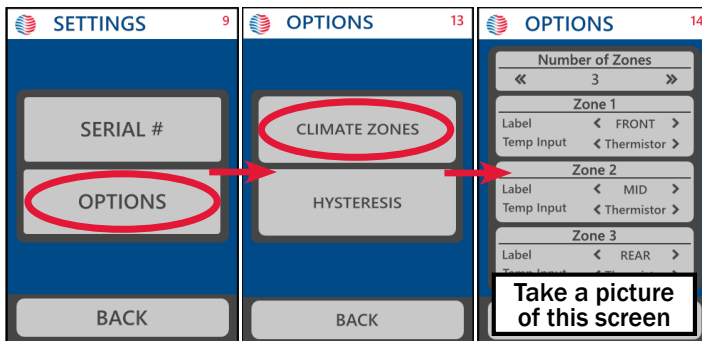 SETTINGS 9
SERIAL #
OPTIONS
BACK
OPTIONS 13
CLIMATE ZONES
HYSTERESIS
BACK
OPTIONS 14
Number of Zones
« 3 »
Zone 1
Label < FRONT >
Temp Input < Thermistor >
Zone 2
Label < MID >
Temp Input < Thermistor >
Zone 3
Label < REAR >
Take a picture
of this screen